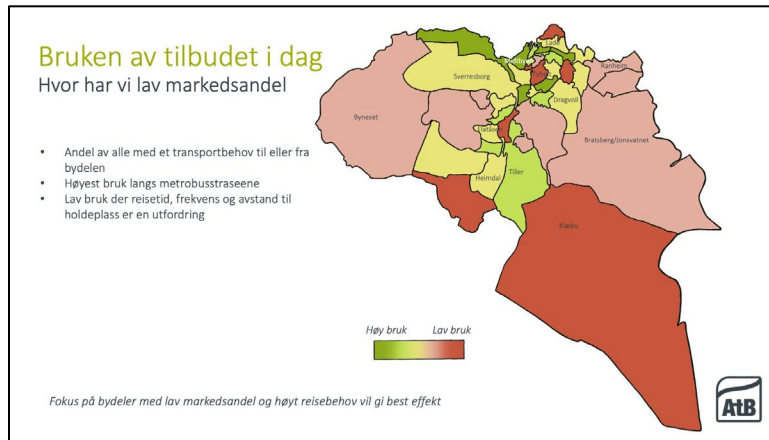 Bruken av tilbudet i dag
Hvor har vi lav markedsandel
• Andel av alle med et transportbehov til eller fra
bydelen
• Høyest bruk langs metrobusstraseene
• Lav bruk der reisetid, frekvens og avstand til
holdeplass er en utfordring
Lade
Ranheim
Tyholt
Sverresborg
Dragvoll
Byneset
Flatåsen
Bratsberg/Jonsvatnet
Heimdal
Tiller
Klæbu
Høy bruk Lav bruk
Fokus på bydeler med lav markedsandel og høyt reisebehov vil gi best effekt
AtB